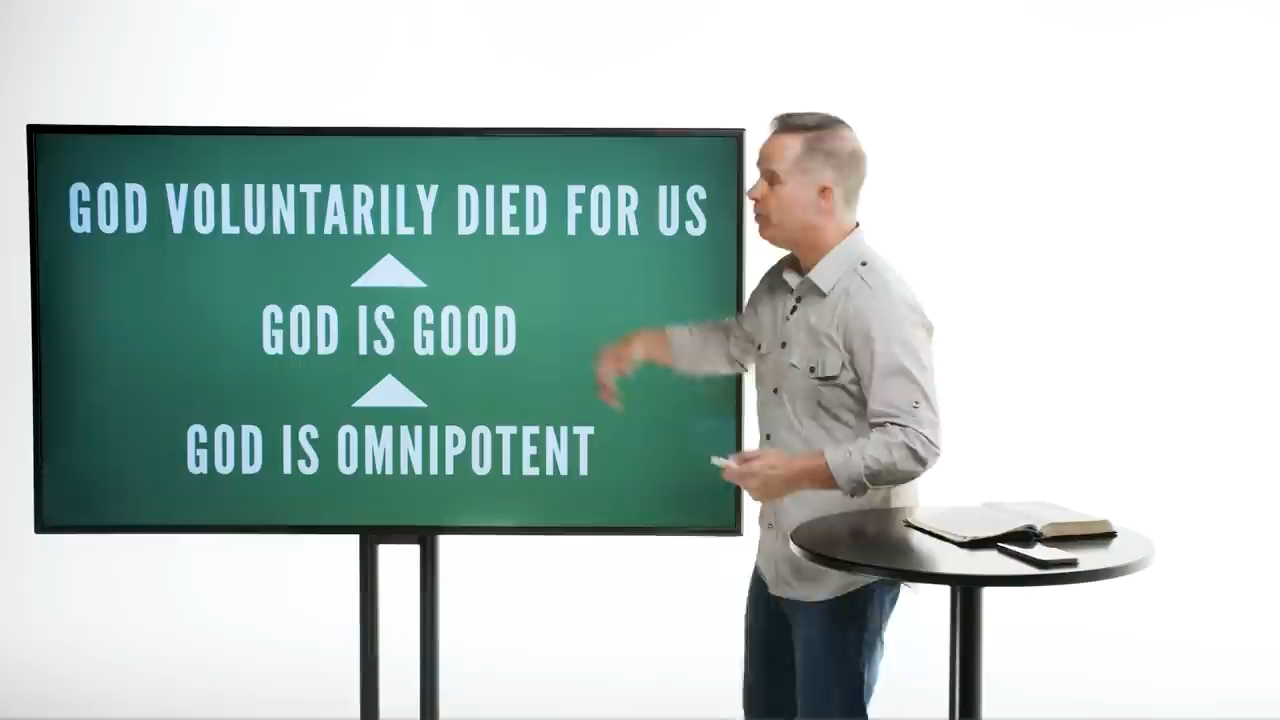 GOD VOLUNTARILY DIED FOR US
GOD IS GOOD
GOD IS OMNIPOTENT